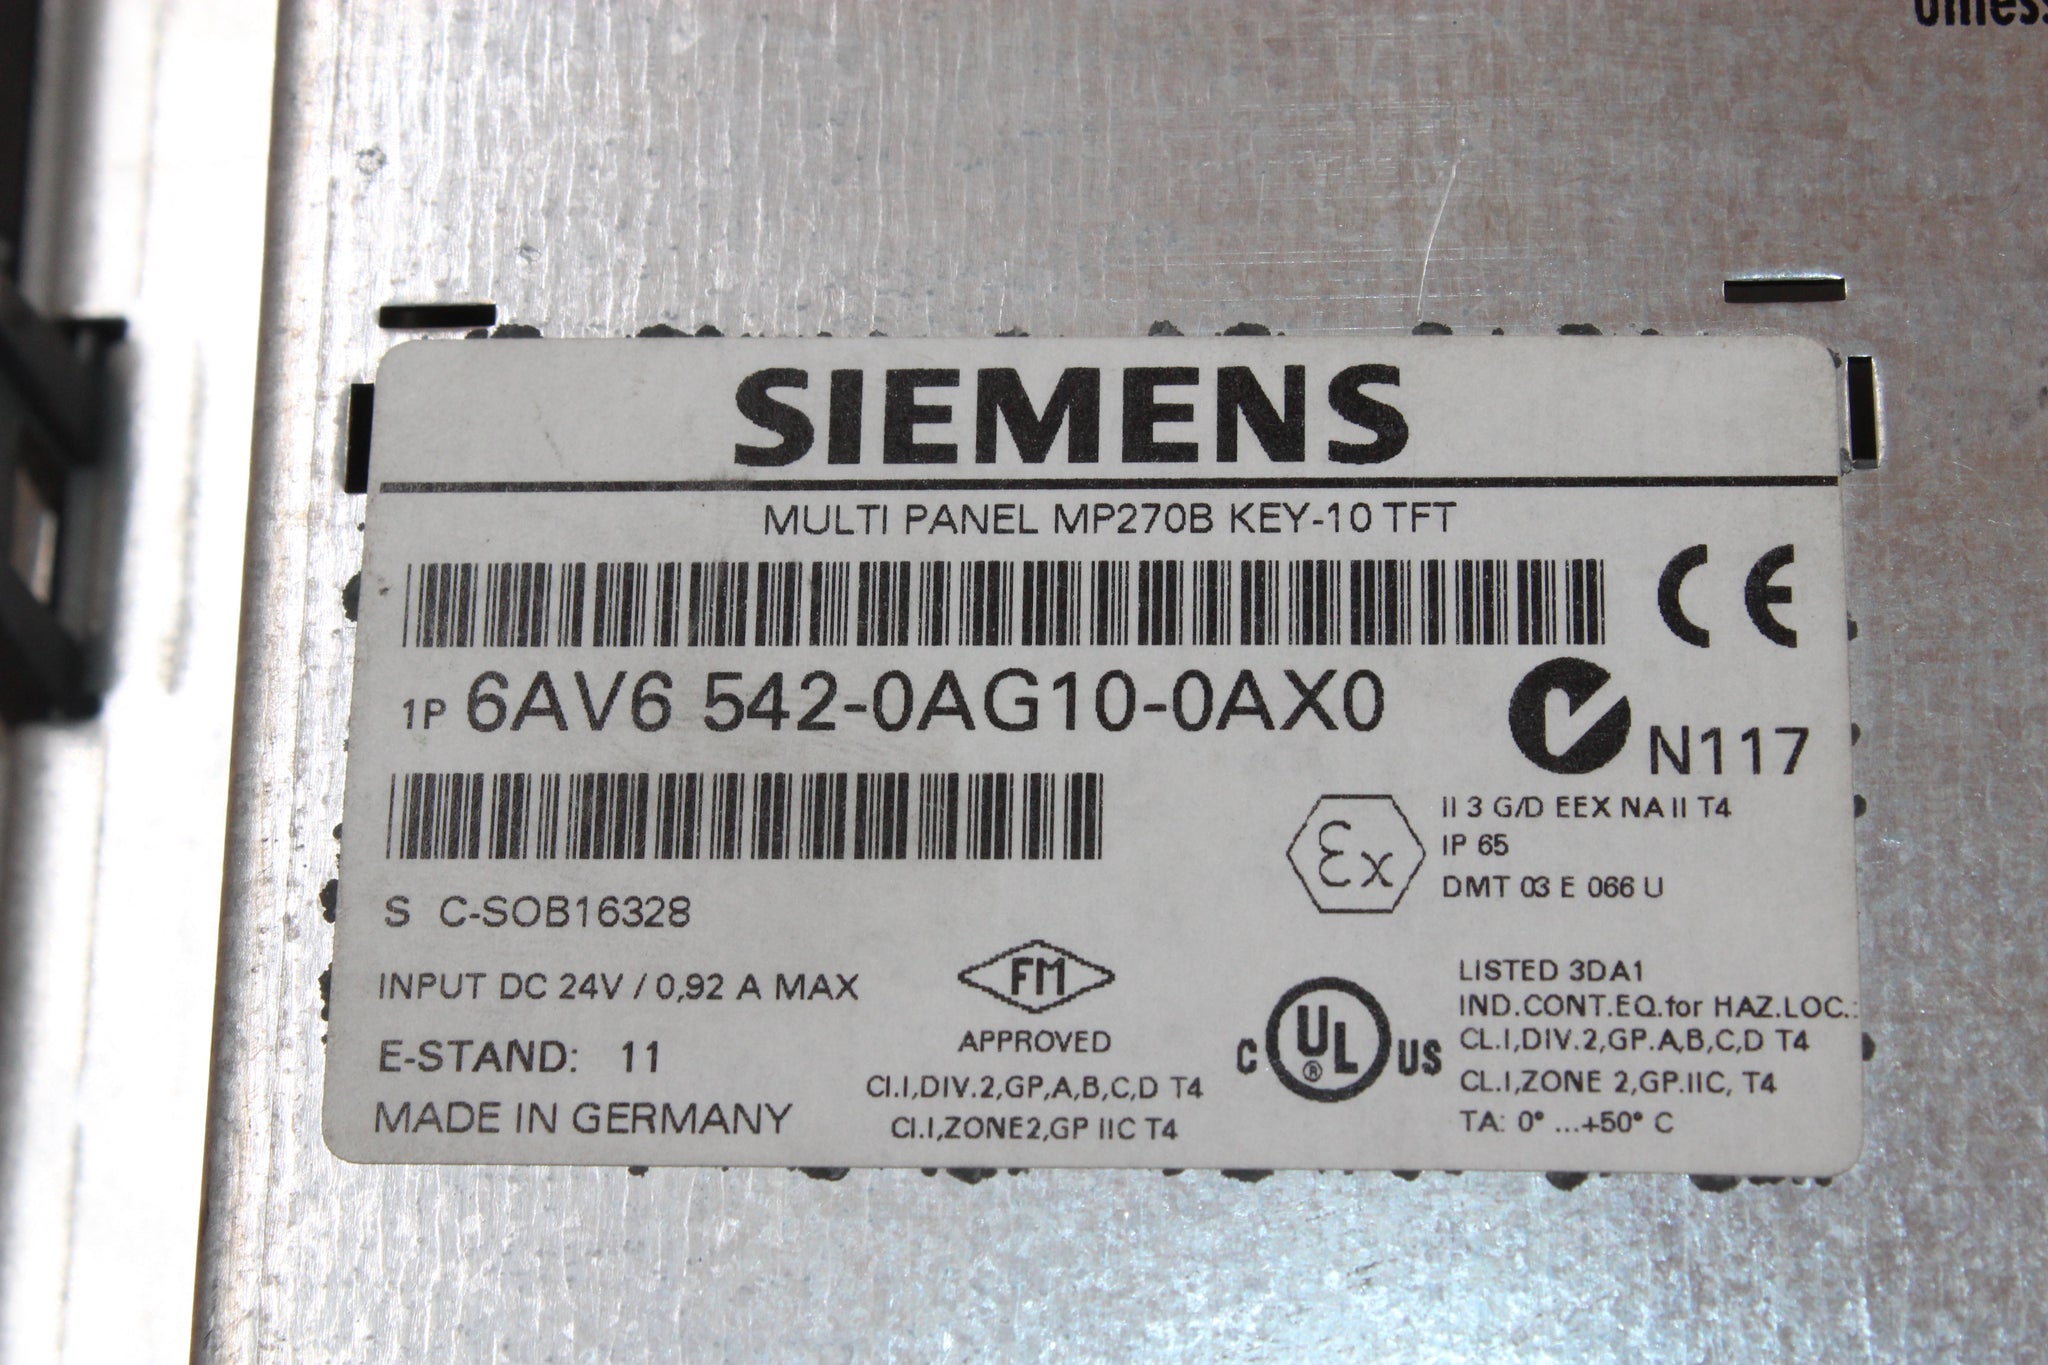 SIEMENS
MULTI PANEL MP270B KEY-10 TFT
CE
1P 6AV6 542-0AG10-0AX0
N117
S C-SOB16328
Ex
II 3 G/D EEX NA II T4
IP 65
DMT 03 E 066 U
INPUT DC 24V / 0,92 A MAX
E-STAND: 11
MADE IN GERMANY
FM
APPROVED
Cl.I,DIV.2,GP,A,B,C,D T4
Cl.I,ZONE2,GP IIC T4
C UL ® US
LISTED 3DA1
IND.CONT.EQ.for HAZ.LOC.:
CL.I,DIV.2,GP.A,B,C,D T4
CL.I,ZONE 2,GP.IIC, T4
TA: 0° ...+50° C